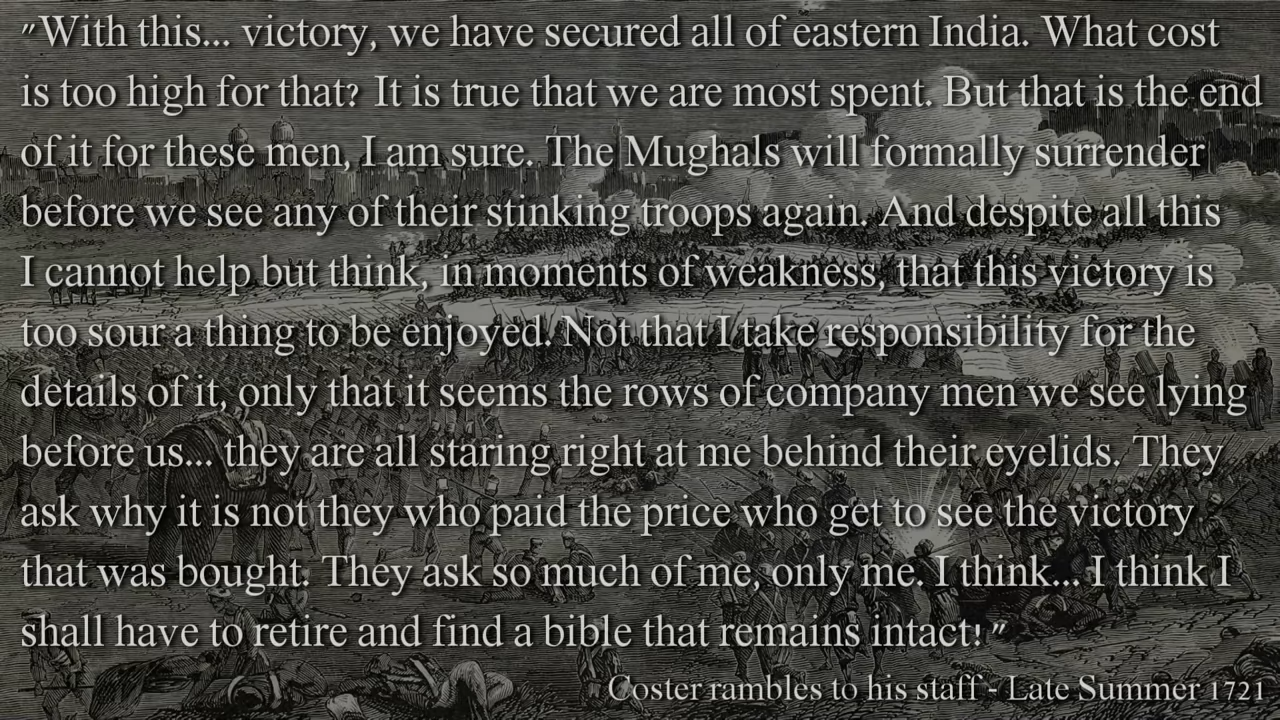 "With this... victory, we have secured all of eastern India. What cost
is too high for that? It is true that we are most spent. But that is the end
of it for these men, I am sure. The Mughals will formally surrender
before we see any of their stinking troops again. And despite all this
I cannot help but think, in moments of weakness, that this victory is
too sour a thing to be enjoyed. Not that I take responsibility for the
details of it, only that it seems the rows of company men we see lying
before us... they are all staring right at me behind their eyelids. They
ask why it is not they who paid the price who get to see the victory
that was bought. They ask so much of me, only me. I think... I think I
shall have to retire and find a bible that remains intact!"
Coster rambles to his staff - Late Summer 1721